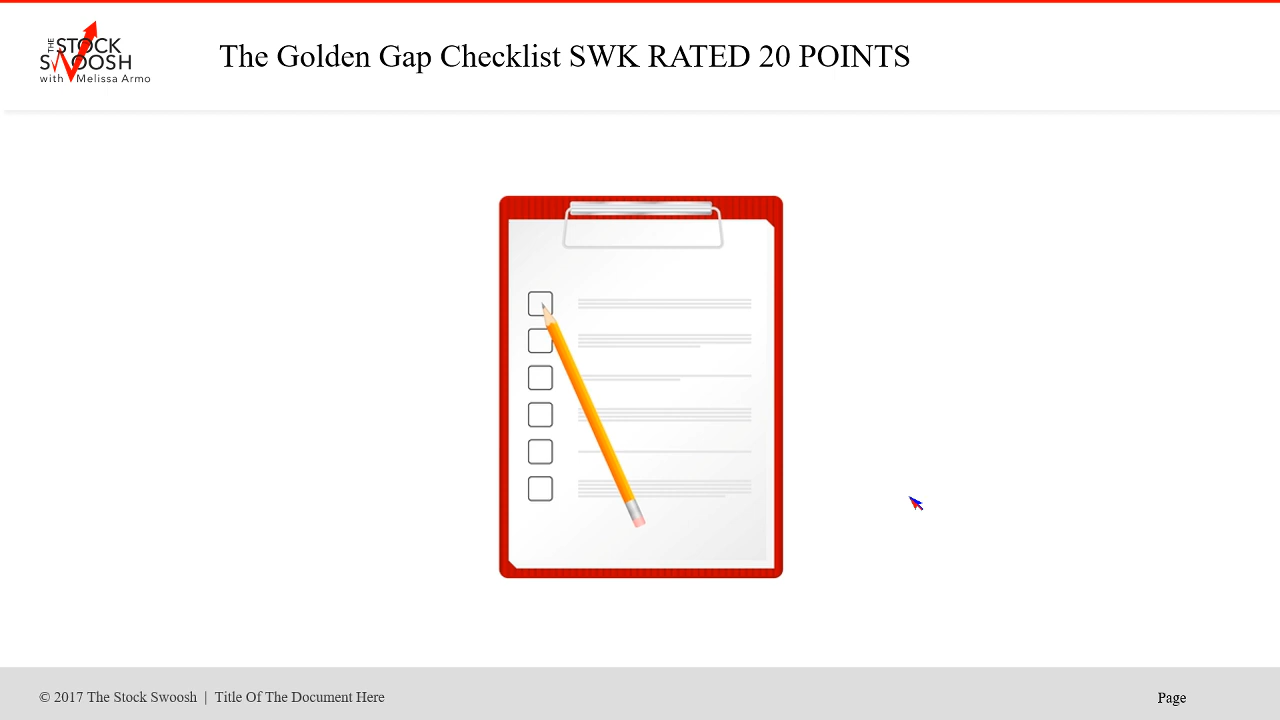 THE STOCK
SWOOSH
with Melissa Armo
The Golden Gap Checklist SWK RATED 20 POINTS
© 2017 The Stock Swoosh | Title Of The Document Here
Page